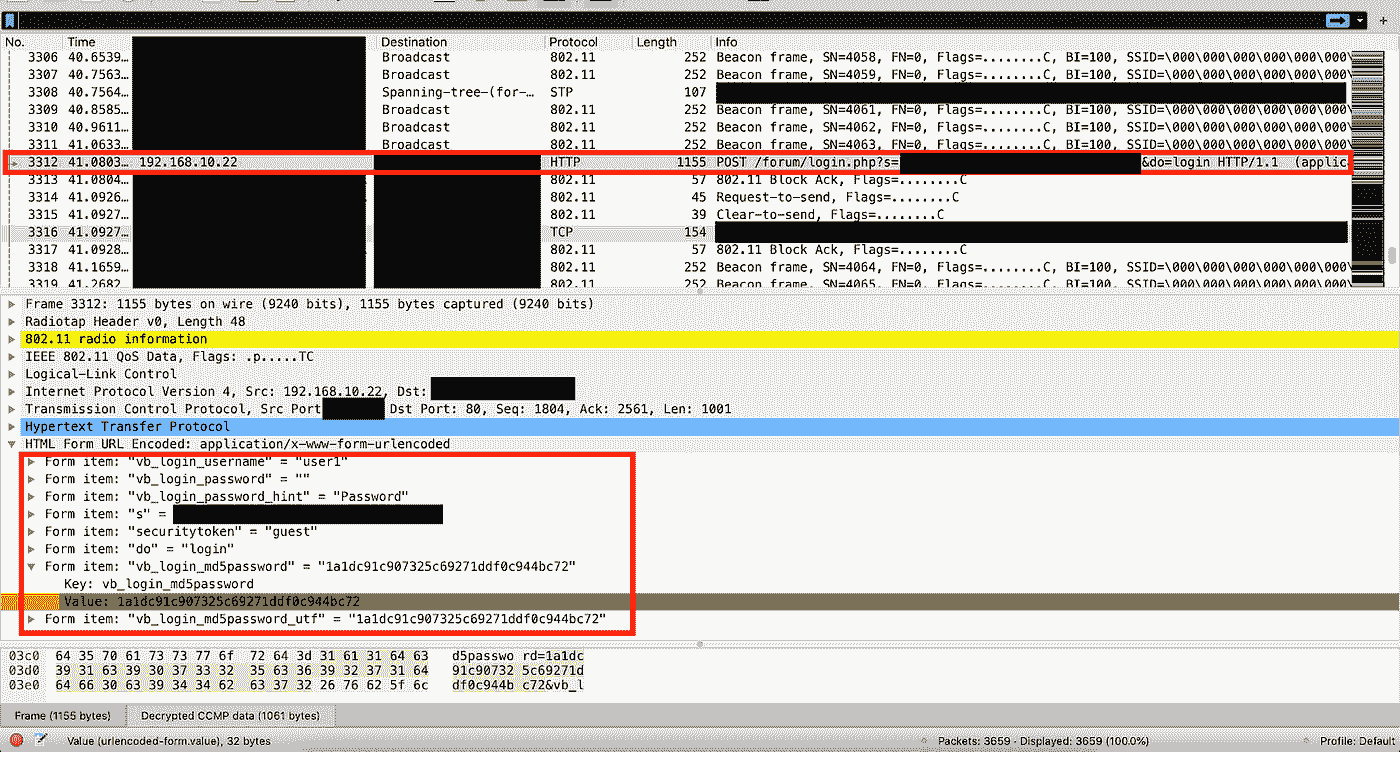 No. Time Destination Protocol Length Info
3306 40.6539… Broadcast 802.11 252 Beacon frame, SN=4058, FN=0, Flags=........C, BI=100, SSID=\000\000\000\000\000\000\000\
3307 40.7563… Broadcast 802.11 252 Beacon frame, SN=4059, FN=0, Flags=........C, BI=100, SSID=\000\000\000\000\000\000\000\
3308 40.7564… Spanning-tree-(for-… STP 107
3309 40.8585… Broadcast 802.11 252 Beacon frame, SN=4061, FN=0, Flags=........C, BI=100, SSID=\000\000\000\000\000\000\000\
3310 40.9611… Broadcast 802.11 252 Beacon frame, SN=4062, FN=0, Flags=........C, BI=100, SSID=\000\000\000\000\000\000\000\
3311 41.0633… Broadcast 802.11 252 Beacon frame, SN=4063, FN=0, Flags=........C, BI=100, SSID=\000\000\000\000\000\000\000\
3312 41.0803… 192.168.10.22 HTTP 1155 POST /forum/login.php?s= &do=login HTTP/1.1 (applic
3313 41.0804… 802.11 57 802.11 Block Ack, Flags=........C
3314 41.0926… 802.11 45 Request-to-send, Flags=........C
3315 41.0927… 802.11 39 Clear-to-send, Flags=........C
3316 41.0927… TCP 154
3317 41.0928… 802.11 57 802.11 Block Ack, Flags=........C
3318 41.1659… 802.11 252 Beacon frame, SN=4064, FN=0, Flags=........C, BI=100, SSID=\000\000\000\000\000\000\000\
3319 41.2682… 802.11 252 Beacon frame, SN=4065, FN=0, Flags=........C, BI=100, SSID=\000\000\000\000\000\000\000\
Frame 3312: 1155 bytes on wire (9240 bits), 1155 bytes captured (9240 bits)
Radiotap Header v0, Length 48
802.11 radio information
IEEE 802.11 QoS Data, Flags: .p.....TC
Logical-Link Control
Internet Protocol Version 4, Src: 192.168.10.22, Dst:
Transmission Control Protocol, Src Port Dst Port: 80, Seq: 1804, Ack: 2561, Len: 1001
Hypertext Transfer Protocol
HTML Form URL Encoded: application/x-www-form-urlencoded
Form item: "vb_login_username" = "user1"
Form item: "vb_login_password" = ""
Form item: "vb_login_password_hint" = "Password"
Form item: "s" =
Form item: "securitytoken" = "guest"
Form item: "do" = "login"
Form item: "vb_login_md5password" = "1a1dc91c907325c69271ddf0c944bc72"
Key: vb_login_md5password
Value: 1a1dc91c907325c69271ddf0c944bc72
Form item: "vb_login_md5password_utf" = "1a1dc91c907325c69271ddf0c944bc72"
03c0 64 35 70 61 73 73 77 6f 72 64 3d 31 61 31 64 63 d5passwo rd=1a1dc
03d0 39 31 63 39 30 37 33 32 35 63 36 39 32 37 31 64 91c90732 5c69271d
03e0 64 66 30 63 39 34 34 62 63 37 32 26 76 62 5f 6c df0c944b c72&vb_l
Frame (1155 bytes) Decrypted CCMP data (1061 bytes)
Value (urlencoded-form.value), 32 bytes Packets: 3659 · Displayed: 3659 (100.0%) Profile: Default